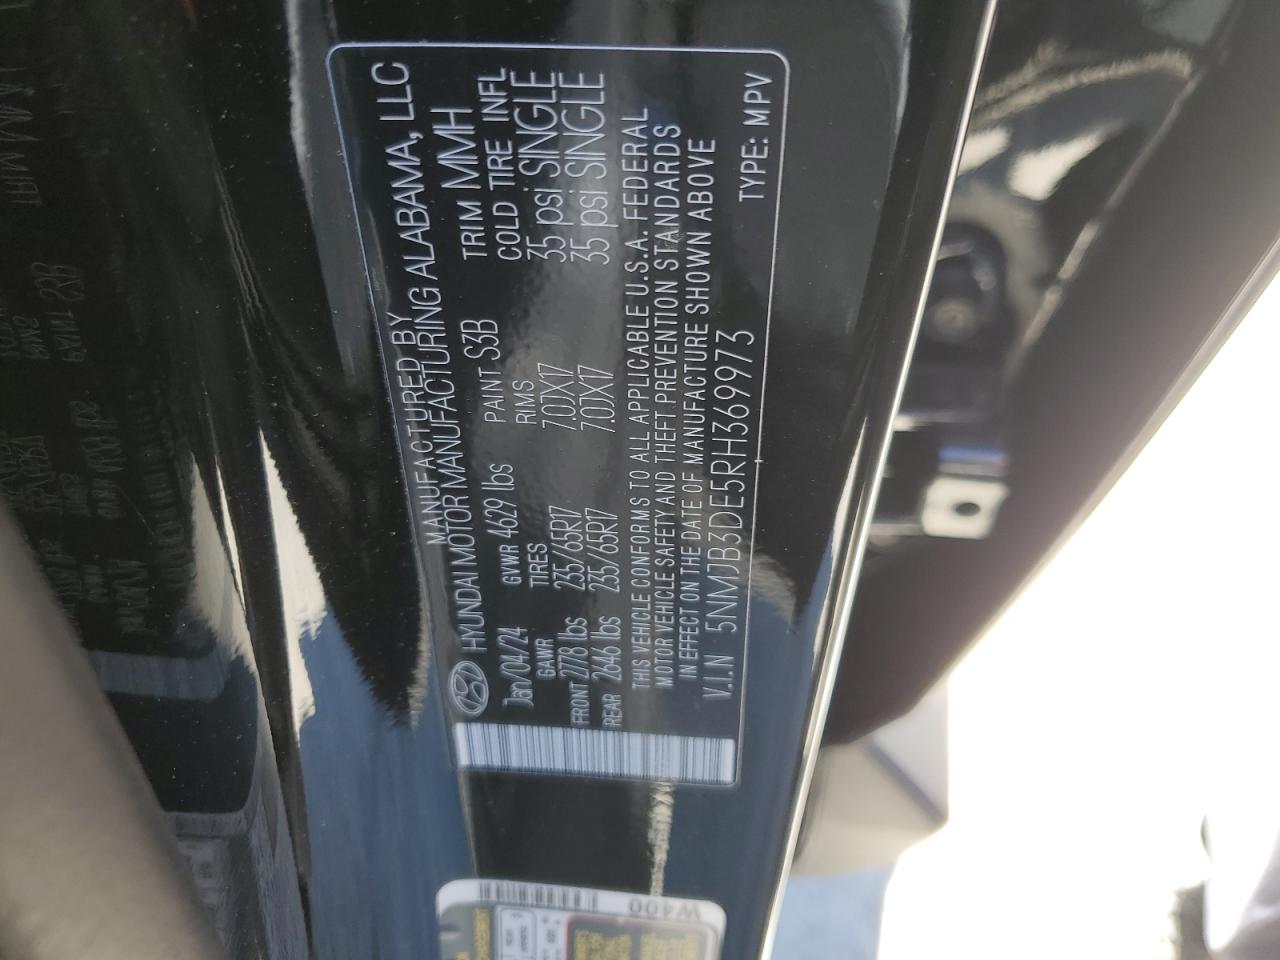 MANUFACTURED BY
HYUNDAI MOTOR MANUFACTURING ALABAMA, LLC
Jan/04/24 GVWR 4629 lbs PAINT S3B TRIM MMH
GAWR TIRES RIMS COLD TIRE INFL
FRONT 2778 lbs 235/65R17 7.0JX17 35 psi SINGLE
REAR 2646 lbs 235/65R17 7.0JX17 35 psi SINGLE
THIS VEHICLE CONFORMS TO ALL APPLICABLE U.S.A. FEDERAL
MOTOR VEHICLE SAFETY AND THEFT PREVENTION STANDARDS
IN EFFECT ON THE DATE OF MANUFACTURE SHOWN ABOVE
V.I.N 5NMJB3DE5RH369973 TYPE: MPV
W400